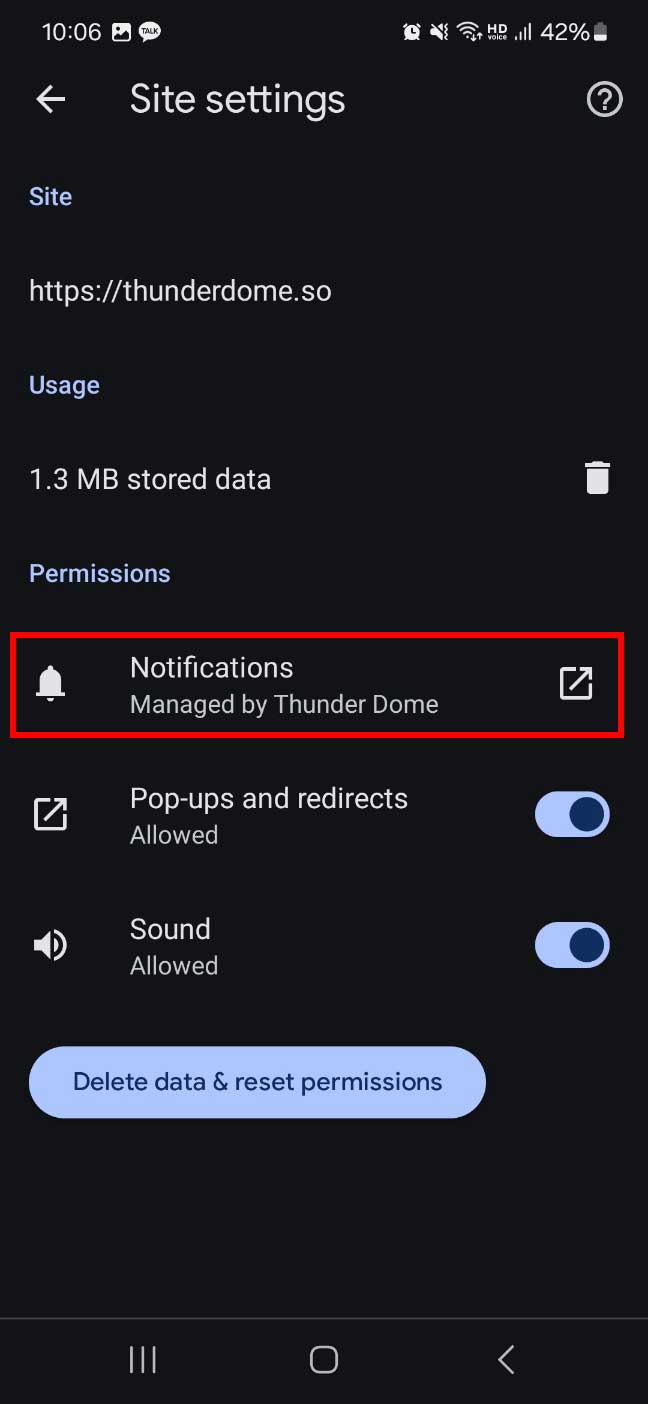 10:06 TALK HD voice 42%
Site settings
Site
https://thunderdome.so
Usage
1.3 MB stored data
Permissions
Notifications
Managed by Thunder Dome
Pop-ups and redirects
Allowed
Sound
Allowed
Delete data & reset permissions